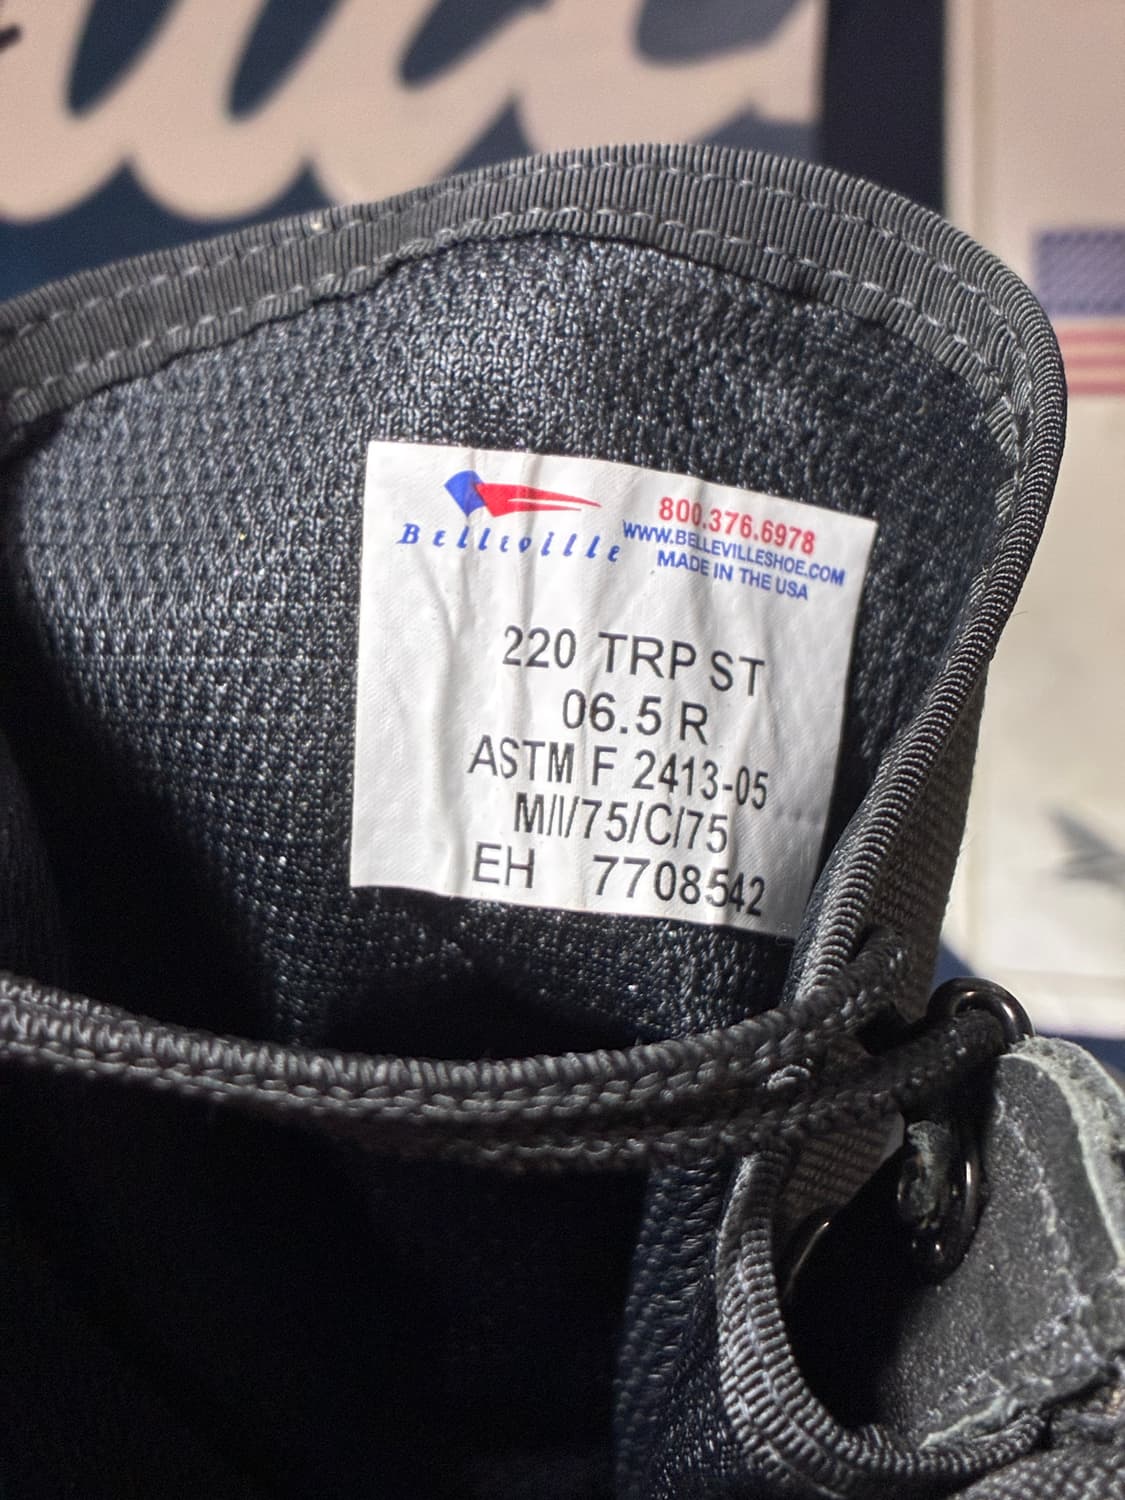 Belleville
800.376.6978
WWW.BELLEVILLESHOE.COM
MADE IN THE USA
220 TRP ST
06.5 R
ASTM F 2413-05
M/I/75/C/75
EH 7708542